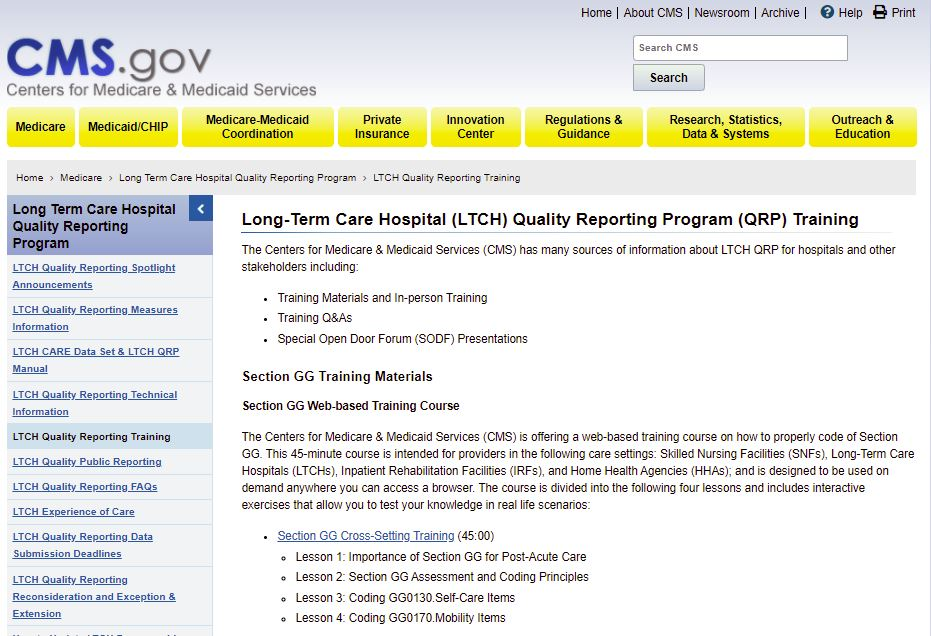 Home | About CMS | Newsroom | Archive | Help Print
CMS.gov
Centers for Medicare & Medicaid Services
Search CMS
Search
Medicare
Medicaid/CHIP
Medicare-Medicaid
Coordination
Private
Insurance
Innovation
Center
Regulations &
Guidance
Research, Statistics,
Data & Systems
Outreach &
Education
Home > Medicare > Long Term Care Hospital Quality Reporting Program > LTCH Quality Reporting Training
Long Term Care Hospital
Quality Reporting
Program
LTCH Quality Reporting Spotlight
Announcements
LTCH Quality Reporting Measures
Information
LTCH CARE Data Set & LTCH QRP
Manual
LTCH Quality Reporting Technical
Information
LTCH Quality Reporting Training
LTCH Quality Public Reporting
LTCH Quality Reporting FAQs
LTCH Experience of Care
LTCH Quality Reporting Data
Submission Deadlines
LTCH Quality Reporting
Reconsideration and Exception &
Extension
Long-Term Care Hospital (LTCH) Quality Reporting Program (QRP) Training
The Centers for Medicare & Medicaid Services (CMS) has many sources of information about LTCH QRP for hospitals and other
stakeholders including:
• Training Materials and In-person Training
• Training Q&As
• Special Open Door Forum (SODF) Presentations
Section GG Training Materials
Section GG Web-based Training Course
The Centers for Medicare & Medicaid Services (CMS) is offering a web-based training course on how to properly code of Section
GG. This 45-minute course is intended for providers in the following care settings: Skilled Nursing Facilities (SNFs), Long-Term Care
Hospitals (LTCHs), Inpatient Rehabilitation Facilities (IRFs), and Home Health Agencies (HHAs); and is designed to be used on
demand anywhere you can access a browser. The course is divided into the following four lessons and includes interactive
exercises that allow you to test your knowledge in real life scenarios:
• Section GG Cross-Setting Training (45:00)
◦ Lesson 1: Importance of Section GG for Post-Acute Care
◦ Lesson 2: Section GG Assessment and Coding Principles
◦ Lesson 3: Coding GG0130.Self-Care Items
◦ Lesson 4: Coding GG0170.Mobility Items